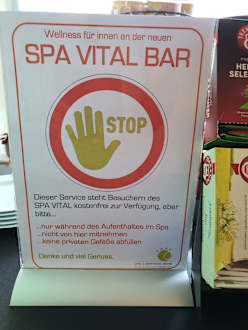 Wellness für innen an der neuen
SPA VITAL BAR
STOP
Dieser Service steht Besuchern des
SPA VITAL kostenfrei zur Verfügung, aber
bitte...
...nur während des Aufenthaltes im Spa
...nicht von hier mitnehmen
...keine privaten Gefäße abfüllen
Danke und viel Genuss.